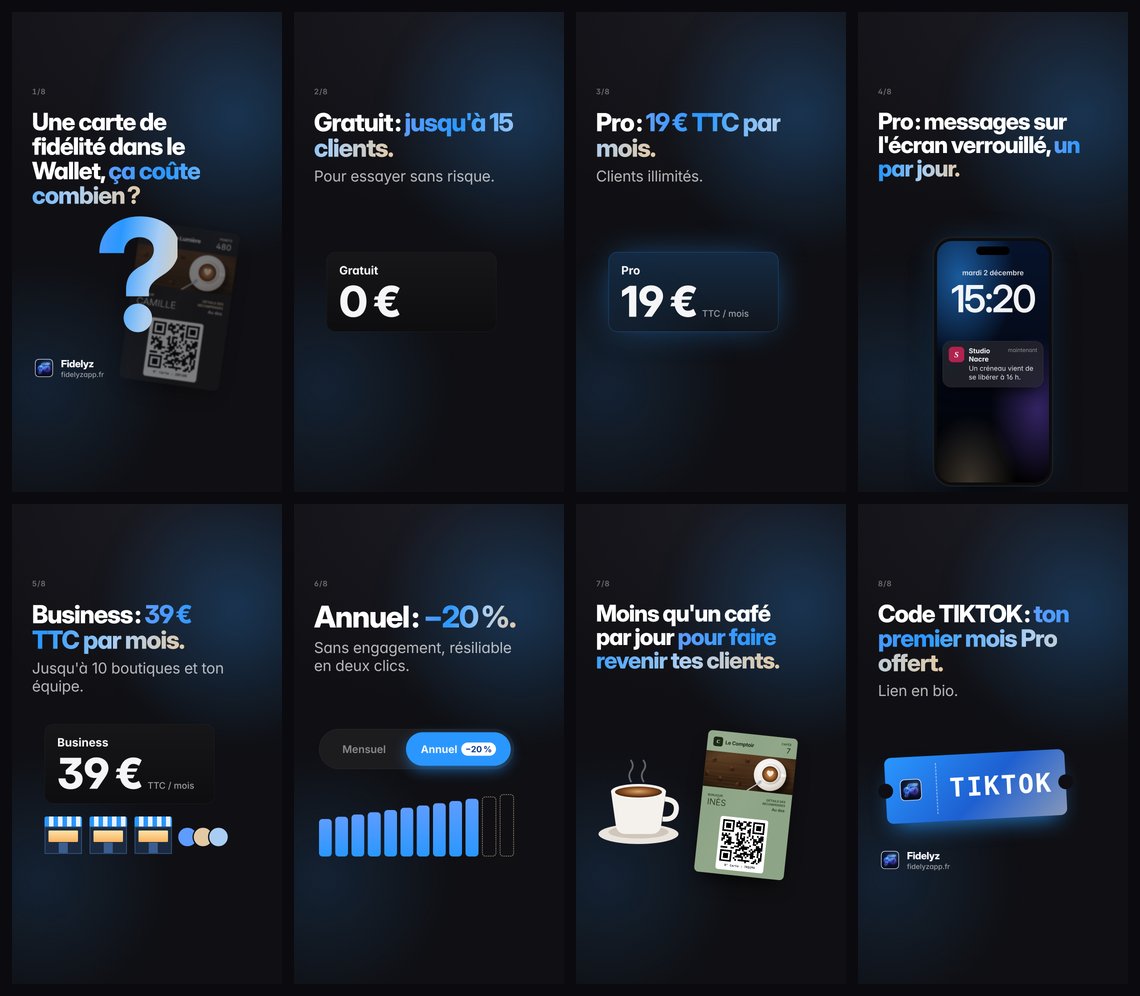 1/8
Une carte de
fidélité dans le
Wallet, ça coûte
combien ?
?
Lumière
480
CAMILLE
Fidelyz
fidelyzapp.fr
2/8
Gratuit : jusqu'à 15
clients.
Pour essayer sans risque.
Gratuit
0 €
3/8
Pro : 19 € TTC par
mois.
Clients illimités.
Pro
19 € TTC / mois
4/8
Pro : messages sur
l'écran verrouillé, un
par jour.
mardi 2 décembre
15:20
S
Studio
Nacre
maintenant
Un créneau vient de
se libérer à 16 h.
5/8
Business : 39 €
TTC par mois.
Jusqu'à 10 boutiques et ton
équipe.
Business
39 € TTC / mois
6/8
Annuel : −20 %.
Sans engagement, résiliable
en deux clics.
Mensuel
Annuel −20 %
7/8
Moins qu'un café
par jour pour faire
revenir tes clients.
Le Comptoir
7
INÈS
8/8
Code TIKTOK : ton
premier mois Pro
offert.
Lien en bio.
TIKTOK
Fidelyz
fidelyzapp.fr